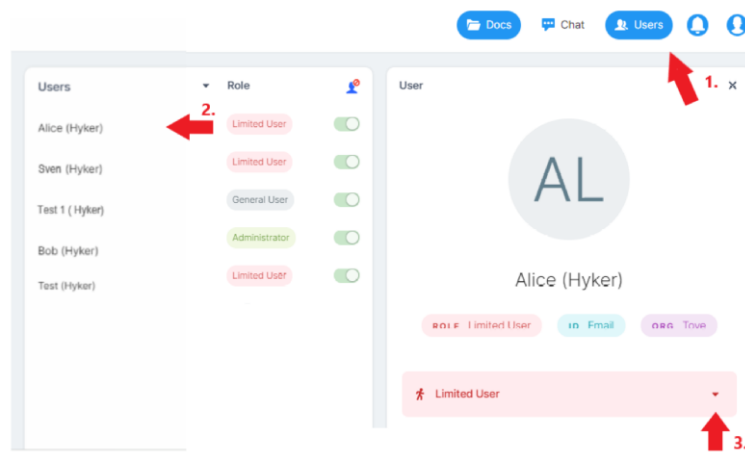 Docs Chat Users
1.
Users Role User ×
2.
Alice (Hyker) Limited User
Sven (Hyker) Limited User
Test 1 ( Hyker) General User
Bob (Hyker) Administrator
Test (Hyker) Limited User
AL
Alice (Hyker)
ROLE Limited User ID Email ORG Tove
Limited User
3.